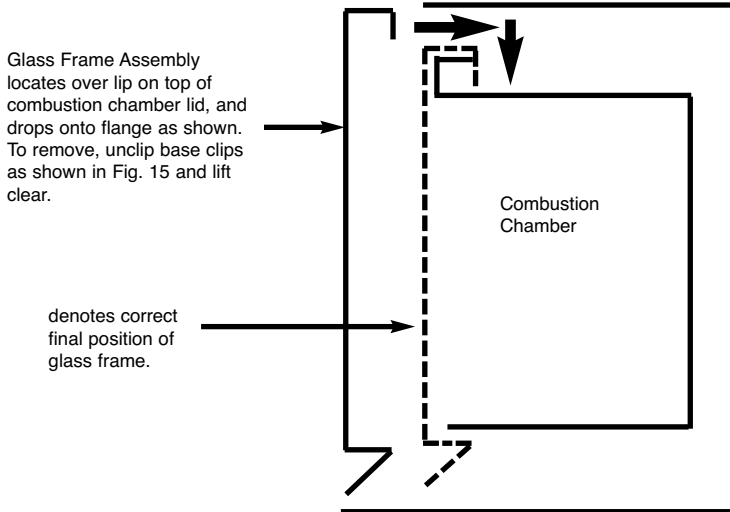 Glass Frame Assembly
locates over lip on top of
combustion chamber lid, and
drops onto flange as shown.
To remove, unclip base clips
as shown in Fig. 15 and lift
clear.
Combustion
Chamber
denotes correct
final position of
glass frame.